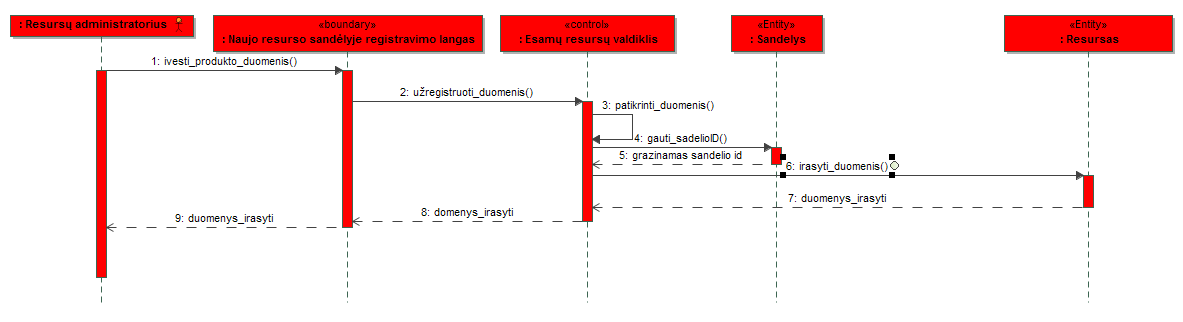 : Resursų administratorius
«boundary»
: Naujo resurso sandėlyje registravimo langas
«control»
: Esamų resursų valdiklis
«Entity»
: Sandelys
«Entity»
: Resursas
1: ivesti_produkto_duomenis()
2: užregistruoti_duomenis()
3: patikrinti_duomenis()
4: gauti_sadelioID()
5: grazinamas sandelio id
6: irasyti_duomenis()
7: duomenys_irasyti
8: domenys_irasyti
9: duomenys_irasyti